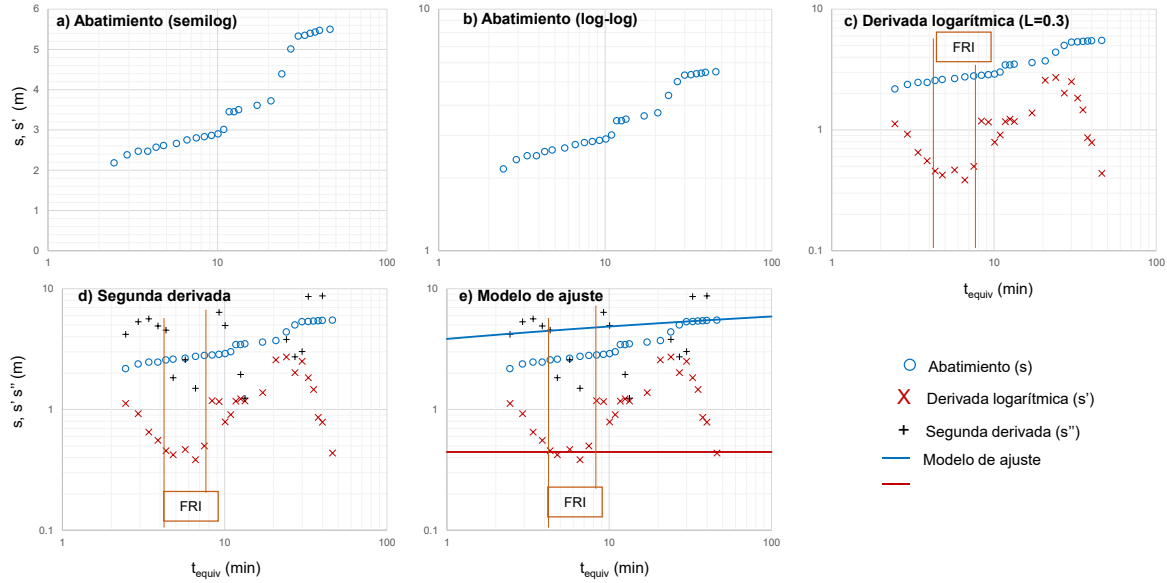 a) Abatimiento (semilog)
s, s' (m)
6
5
4
3
2
1
0
1
10
100
b) Abatimiento (log-log)
10
1
1
10
100
c) Derivada logarítmica (L=0.3)
FRI
10
1
0.1
1
10
100
t equiv (min)
d) Segunda derivada
s, s' s'' (m)
10
1
0.1
FRI
1
10
100
t equiv (min)
e) Modelo de ajuste
10
1
0.1
FRI
1
10
100
t equiv (min)
Abatimiento (s)
Derivada logarítmica (s')
Segunda derivada (s'')
Modelo de ajuste